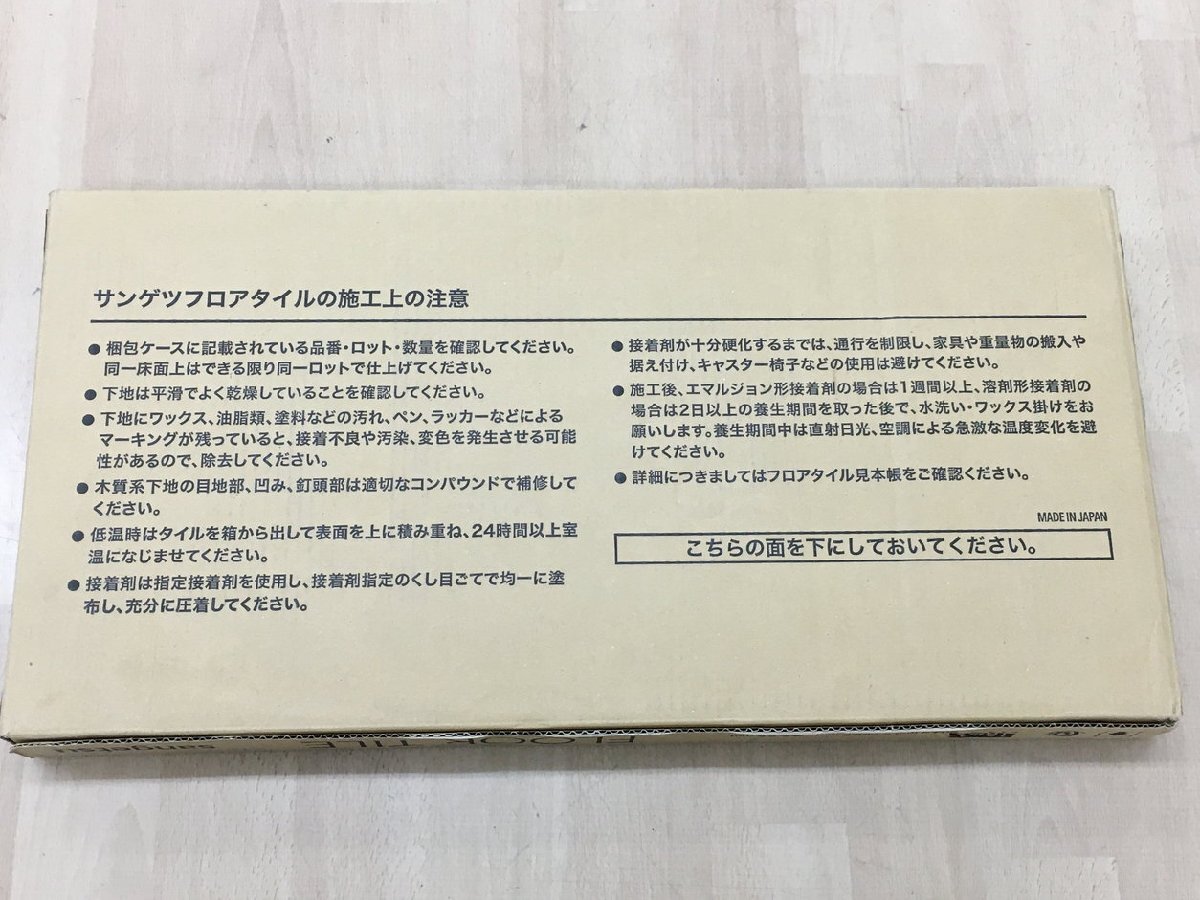 サンゲツフロアタイルの施工上の注意
● 梱包ケースに記載されている品番・ロット・数量を確認してください。
同一床面上はできる限り同一ロットで仕上げてください。
● 下地は平滑でよく乾燥していることを確認してください。
● 下地にワックス、油脂類、塗料などの汚れ、ペン、ラッカーなどによる
マーキングが残っていると、接着不良や汚染、変色を発生させる可能
性があるので、除去してください。
● 木質系下地の目地部、凹み、釘頭部は適切なコンパウンドで補修して
ください。
● 低温時はタイルを箱から出して表面を上に積み重ね、24時間以上室
温になじませてください。
● 接着剤は指定接着剤を使用し、接着剤指定のくし目ごてで均一に塗
布し、充分に圧着してください。
● 接着剤が十分硬化するまでは、通行を制限し、家具や重量物の搬入や
据え付け、キャスター椅子などの使用は避けてください。
● 施工後、エマルジョン形接着剤の場合は1週間以上、溶剤形接着剤の
場合は2日以上の養生期間を取った後で、水洗い・ワックス掛けをお
願いします。養生期間中は直射日光、空調による急激な温度変化を避
けてください。
● 詳細につきましてはフロアタイル見本帳をご確認ください。
MADE IN JAPAN
こちらの面を下にしておいてください。
sangetsu
FLOOR TILE